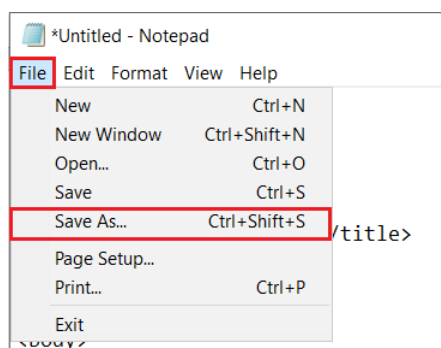 *Untitled - Notepad
File Edit Format View Help
New Ctrl+N
New Window Ctrl+Shift+N
Open... Ctrl+O
Save Ctrl+S
Save As... Ctrl+Shift+S
/title>
Page Setup...
Print... Ctrl+P
Exit
<body>